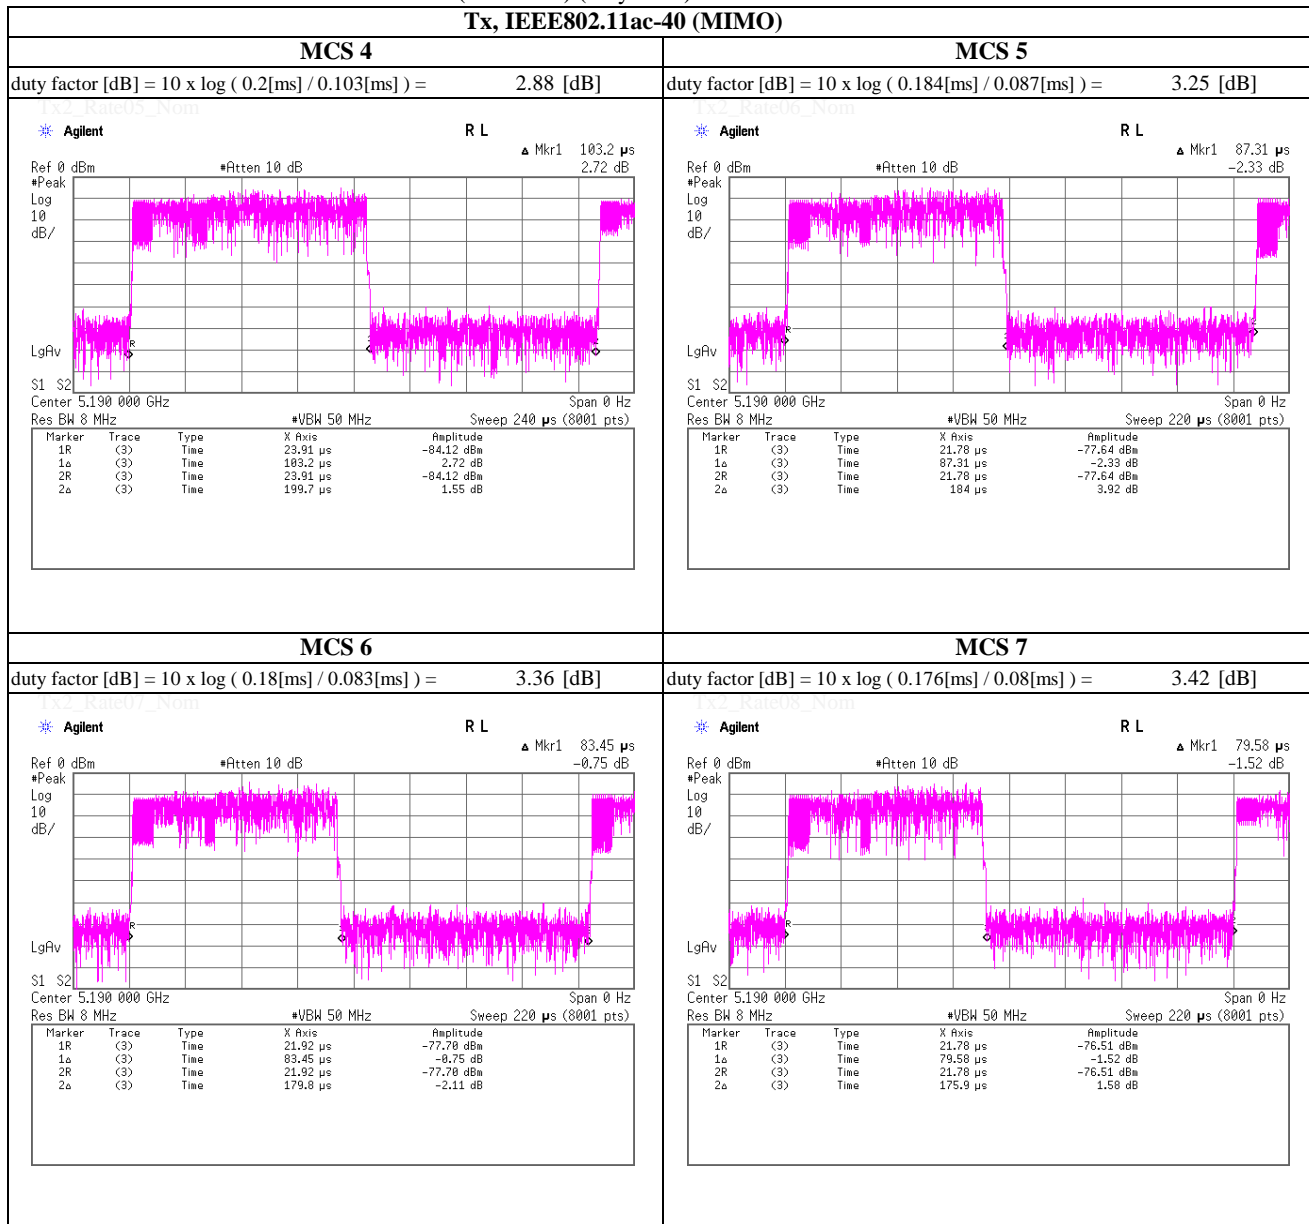 Tx, IEEE802.11ac-40 (MIMO)
MCS 4
duty factor [dB] = 10 x log ( 0.2[ms] / 0.103[ms] ) = 2.88 [dB]
Tx2_Rate05_Nom
Agilent R L
Δ Mkr1 103.2 µs
Ref 0 dBm #Atten 10 dB 2.72 dB
#Peak
Log
10
dB/
R
LgAv
S1 S2
Center 5.190 000 GHz Span 0 Hz
Res BW 8 MHz #VBW 50 MHz Sweep 240 µs (8001 pts)
Marker Trace Type X Axis Amplitude
1R (3) Time 23.91 µs -84.12 dBm
1Δ (3) Time 103.2 µs 2.72 dB
2R (3) Time 23.91 µs -84.12 dBm
2Δ (3) Time 199.7 µs 1.55 dB
MCS 5
duty factor [dB] = 10 x log ( 0.184[ms] / 0.087[ms] ) = 3.25 [dB]
Tx2_Rate06_Nom
Agilent R L
Δ Mkr1 87.31 µs
Ref 0 dBm #Atten 10 dB -2.33 dB
#Peak
Log
10
dB/
R
LgAv
S1 S2
Center 5.190 000 GHz Span 0 Hz
Res BW 8 MHz #VBW 50 MHz Sweep 220 µs (8001 pts)
Marker Trace Type X Axis Amplitude
1R (3) Time 21.78 µs -77.64 dBm
1Δ (3) Time 87.31 µs -2.33 dB
2R (3) Time 21.78 µs -77.64 dBm
2Δ (3) Time 184 µs 3.92 dB
MCS 6
duty factor [dB] = 10 x log ( 0.18[ms] / 0.083[ms] ) = 3.36 [dB]
Tx2_Rate07_Nom
Agilent R L
Δ Mkr1 83.45 µs
Ref 0 dBm #Atten 10 dB -0.75 dB
#Peak
Log
10
dB/
R
LgAv
S1 S2
Center 5.190 000 GHz Span 0 Hz
Res BW 8 MHz #VBW 50 MHz Sweep 220 µs (8001 pts)
Marker Trace Type X Axis Amplitude
1R (3) Time 21.92 µs -77.70 dBm
1Δ (3) Time 83.45 µs -0.75 dB
2R (3) Time 21.92 µs -77.70 dBm
2Δ (3) Time 179.8 µs -2.11 dB
MCS 7
duty factor [dB] = 10 x log ( 0.176[ms] / 0.08[ms] ) = 3.42 [dB]
Tx2_Rate08_Nom
Agilent R L
Δ Mkr1 79.58 µs
Ref 0 dBm #Atten 10 dB -1.52 dB
#Peak
Log
10
dB/
R
LgAv
S1 S2
Center 5.190 000 GHz Span 0 Hz
Res BW 8 MHz #VBW 50 MHz Sweep 220 µs (8001 pts)
Marker Trace Type X Axis Amplitude
1R (3) Time 21.78 µs -76.51 dBm
1Δ (3) Time 79.58 µs -1.52 dB
2R (3) Time 21.78 µs -76.51 dBm
2Δ (3) Time 175.9 µs 1.58 dB